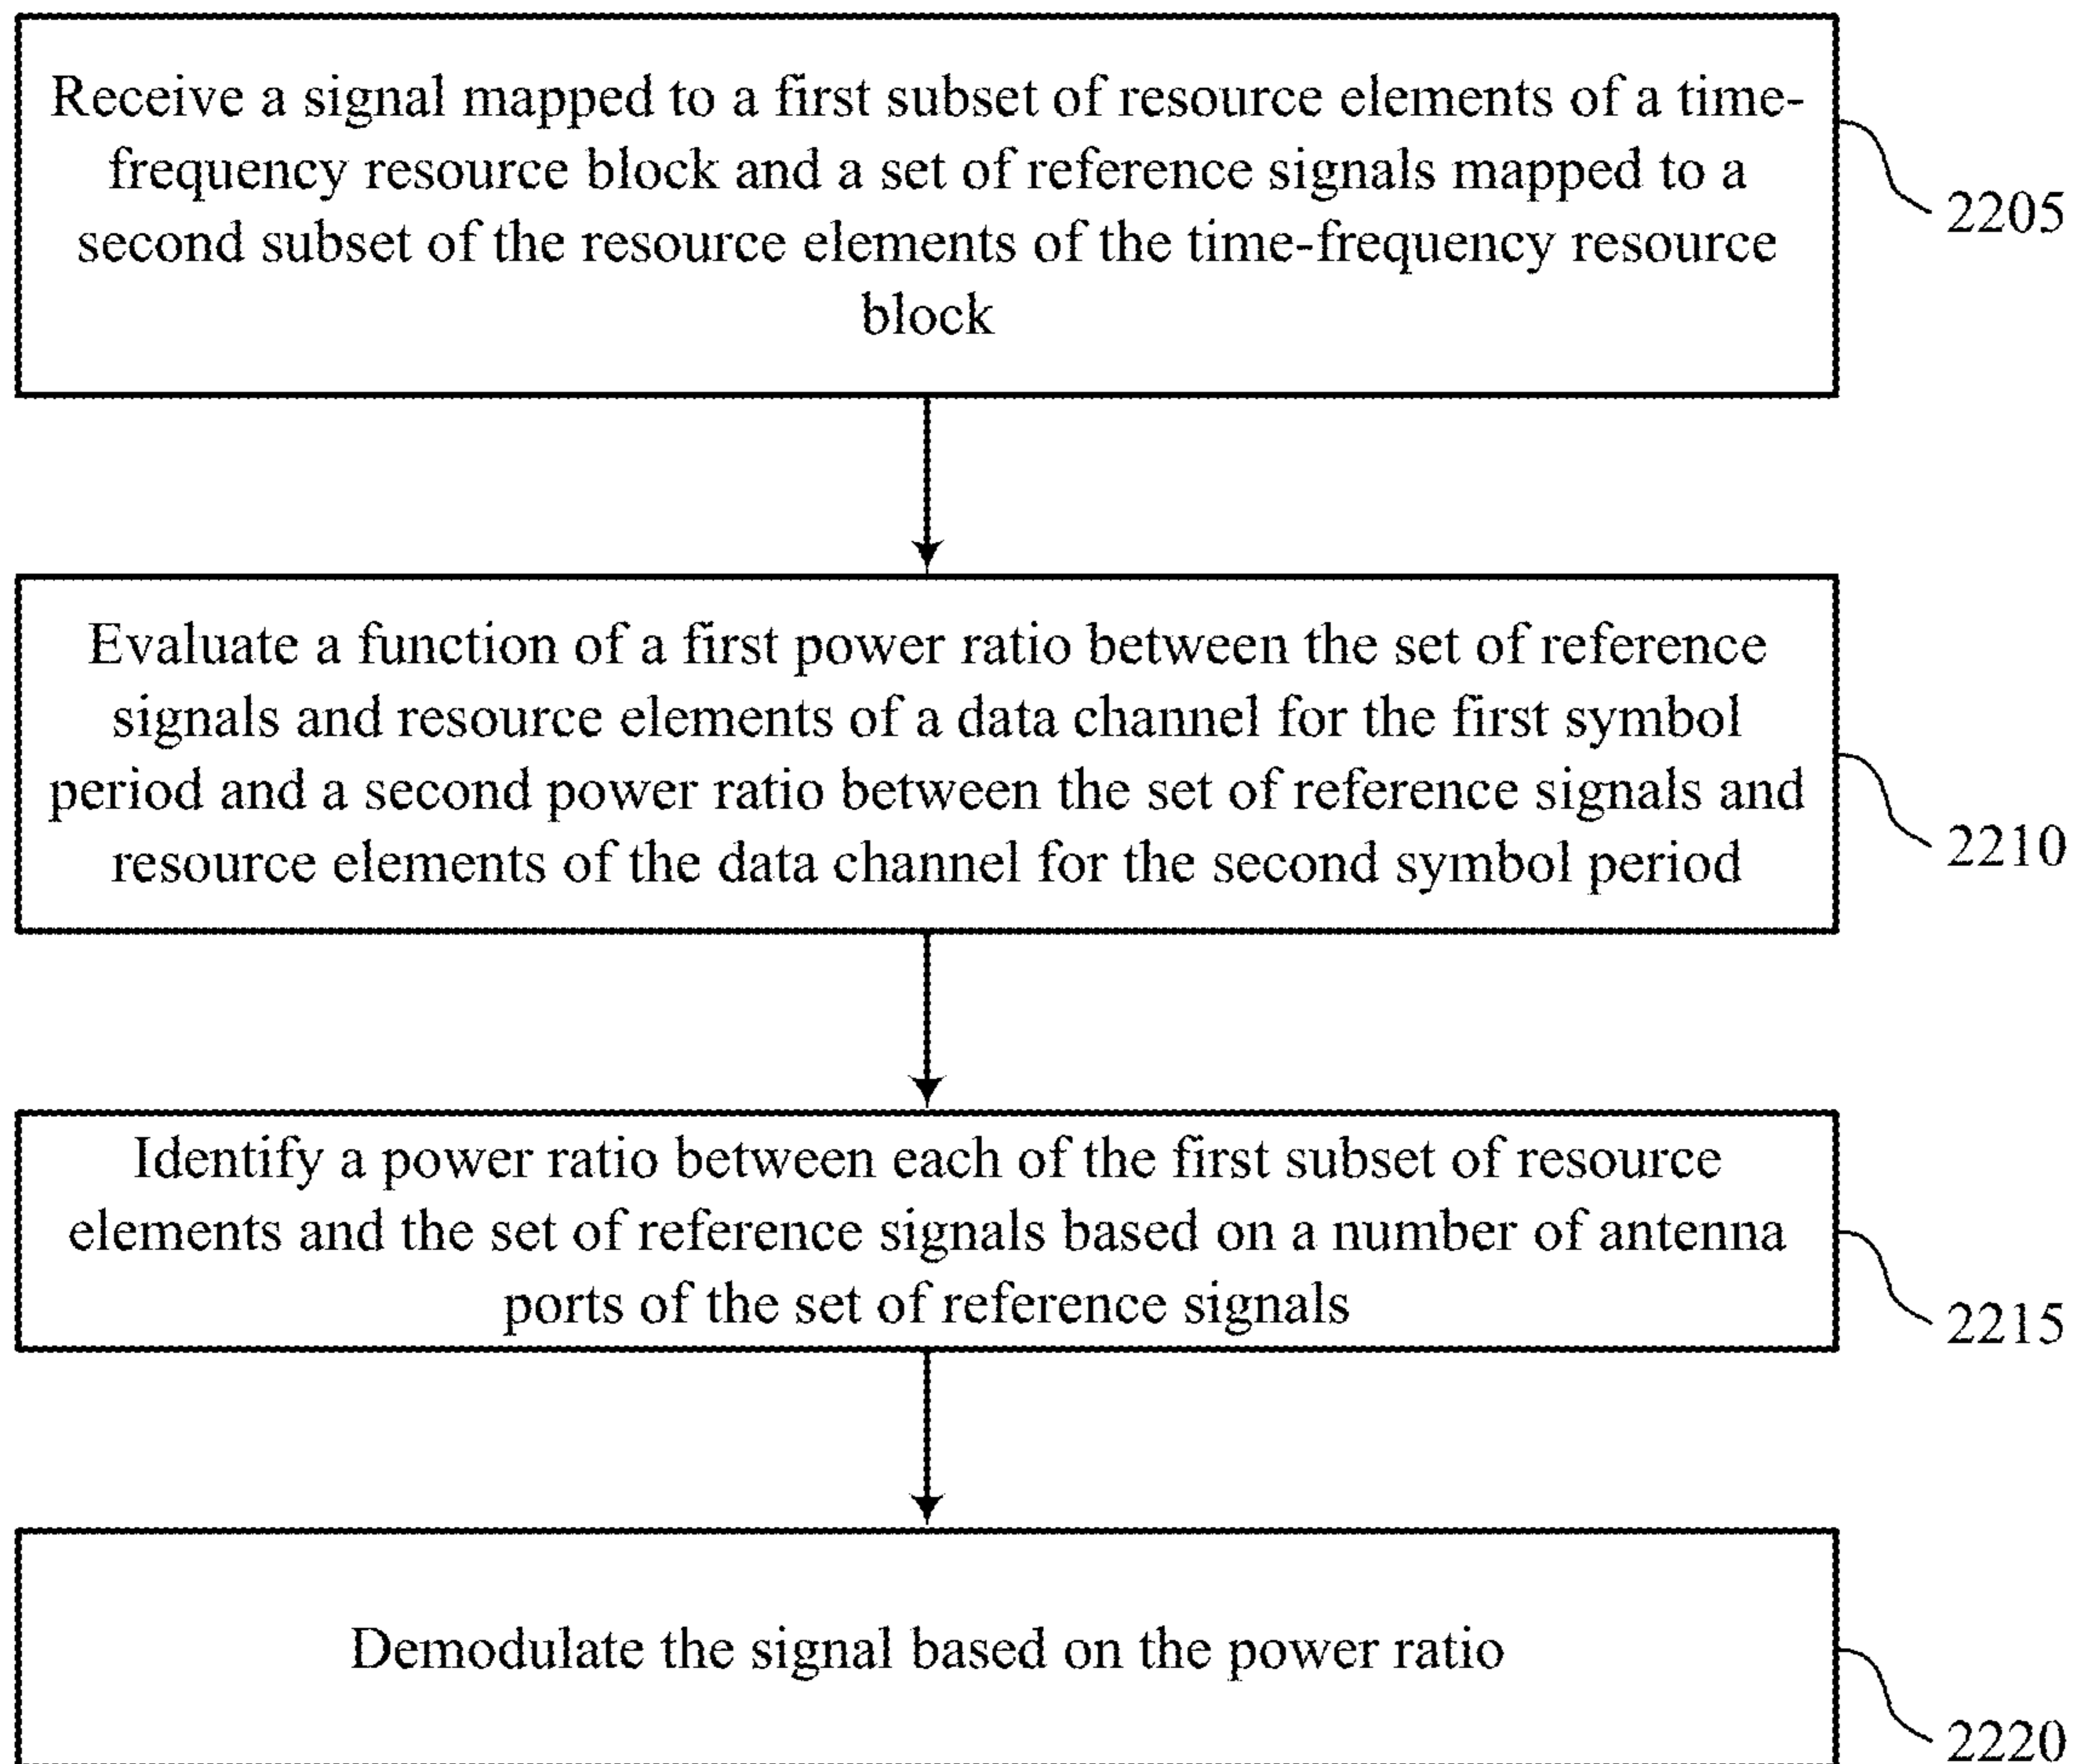 Receive a signal mapped to a first subset of resource elements of a time-
frequency resource block and a set of reference signals mapped to a
second subset of the resource elements of the time-frequency resource
block
2205
Evaluate a function of a first power ratio between the set of reference
signals and resource elements of a data channel for the first symbol
period and a second power ratio between the set of reference signals and
resource elements of the data channel for the second symbol period
2210
Identify a power ratio between each of the first subset of resource
elements and the set of reference signals based on a number of antenna
ports of the set of reference signals
2215
Demodulate the signal based on the power ratio
2220